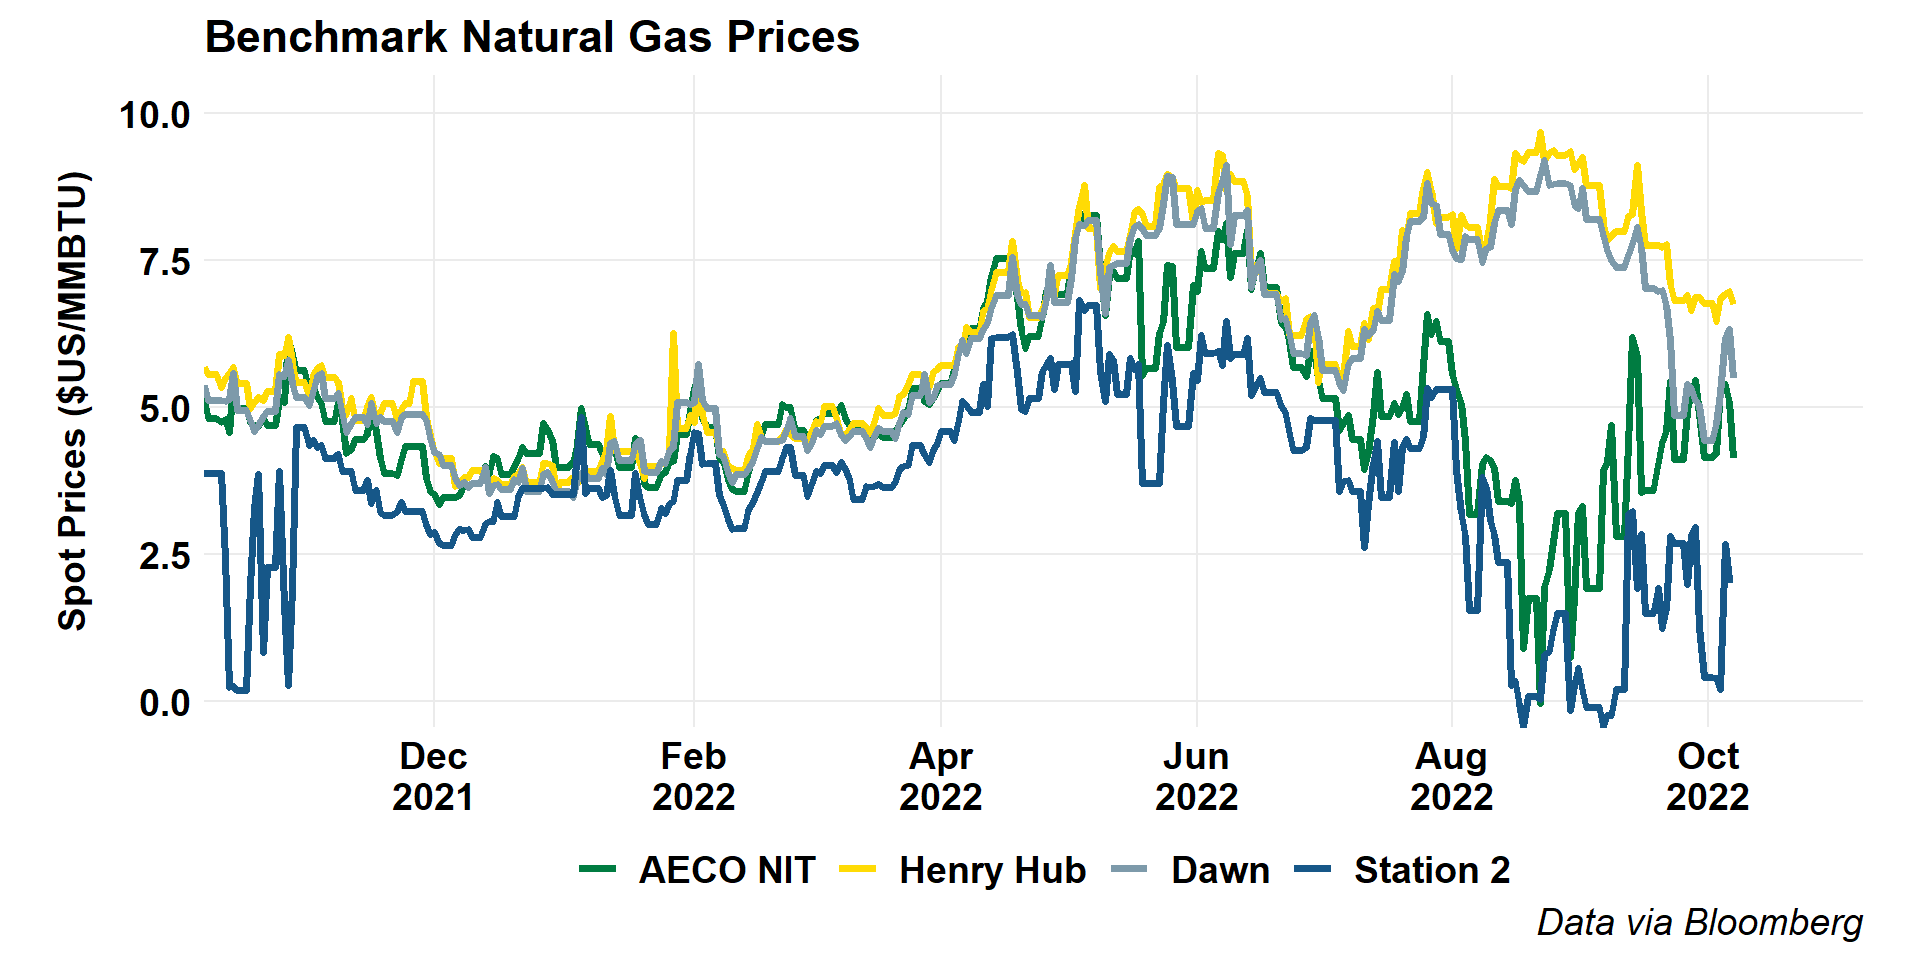 Benchmark Natural Gas Prices
Spot Prices ($US/MMBTU)
10.0
7.5
5.0
2.5
0.0
Dec Feb Apr Jun Aug Oct
2021 2022 2022 2022 2022 2022
AECO NIT Henry Hub Dawn Station 2
Data via Bloomberg